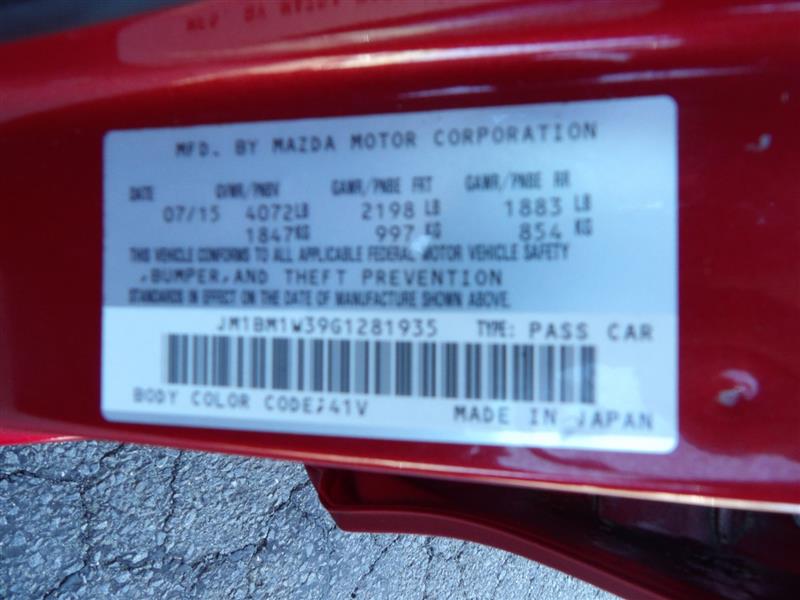 MFD. BY MAZDA MOTOR CORPORATION
DATE GVWR/PNBV GAWR/PNBE FRT GAWR/PNBE RR
07/15 4072LB 2198 LB 1883 LB
1847KG 997 KG 854 KG
THIS VEHICLE CONFORMS TO ALL APPLICABLE FEDERAL MOTOR VEHICLE SAFETY
,BUMPER,AND THEFT PREVENTION
STANDARDS IN EFFECT ON THE DATE OF MANUFACTURE SHOWN ABOVE.
JM1BM1W39G1281935 TYPE: PASS CAR
BODY COLOR CODE;41V MADE IN JAPAN